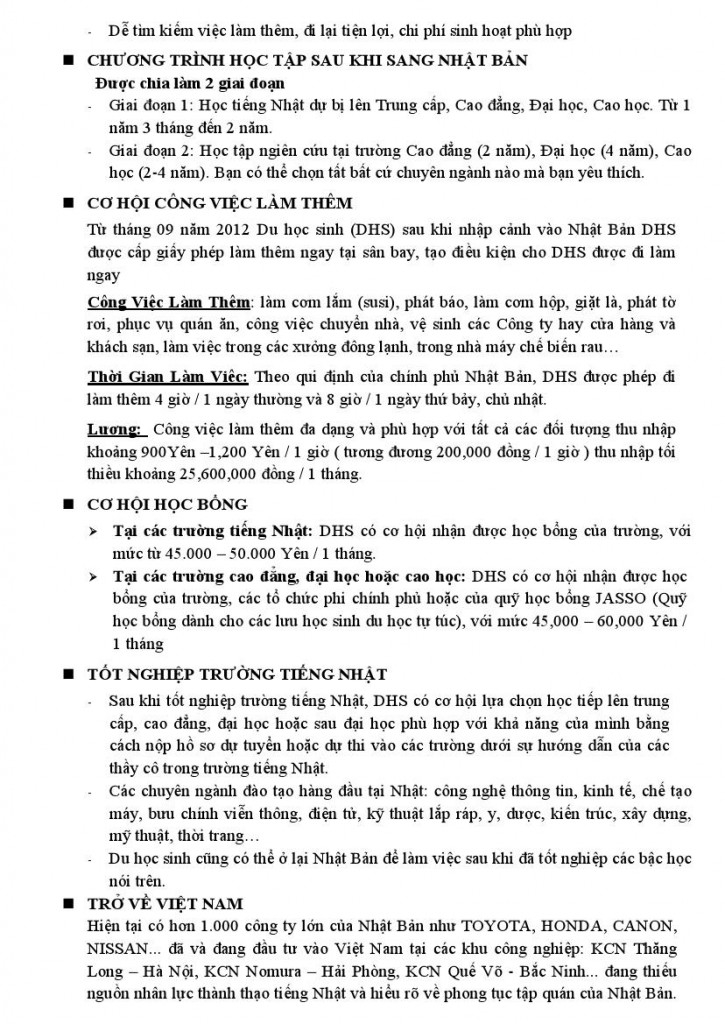 - Dễ tìm kiếm việc làm thêm, đi lại tiện lợi, chi phí sinh hoạt phù hợp
■ CHƯƠNG TRÌNH HỌC TẬP SAU KHI SANG NHẬT BẢN
Được chia làm 2 giai đoạn
- Giai đoạn 1: Học tiếng Nhật dự bị lên Trung cấp, Cao đẳng, Đại học, Cao học. Từ 1
năm 3 tháng đến 2 năm.
- Giai đoạn 2: Học tập ngiên cứu tại trường Cao đẳng (2 năm), Đại học (4 năm), Cao
học (2-4 năm). Bạn có thể chọn tất bất cứ chuyên ngành nào mà bạn yêu thích.
■ CƠ HỘI CÔNG VIỆC LÀM THÊM
Từ tháng 09 năm 2012 Du học sinh (DHS) sau khi nhập cảnh vào Nhật Bản DHS
được cấp giấy phép làm thêm ngay tại sân bay, tạo điều kiện cho DHS được đi làm
ngay
Công Việc Làm Thêm: làm cơm lắm (susi), phát báo, làm cơm hộp, giặt là, phát tờ
rơi, phục vụ quán ăn, công việc chuyển nhà, vệ sinh các Công ty hay cửa hàng và
khách sạn, làm việc trong các xưởng đông lạnh, trong nhà máy chế biến rau…
Thời Gian Làm Việc: Theo qui định của chính phủ Nhật Bản, DHS được phép đi
làm thêm 4 giờ / 1 ngày thường và 8 giờ / 1 ngày thứ bảy, chủ nhật.
Lương: Công việc làm thêm đa dạng và phù hợp với tất cả các đối tượng thu nhập
khoảng 900Yên –1,200 Yên / 1 giờ ( tương đương 200,000 đồng / 1 giờ ) thu nhập tối
thiểu khoảng 25,600,000 đồng / 1 tháng.
■ CƠ HỘI HỌC BỔNG
➢ Tại các trường tiếng Nhật: DHS có cơ hội nhận được học bổng của trường, với
mức từ 45.000 – 50.000 Yên / 1 tháng.
➢ Tại các trường cao đẳng, đại học hoặc cao học: DHS có cơ hội nhận được học
bổng của trường, các tổ chức phi chính phủ hoặc của quỹ học bổng JASSO (Quỹ
học bổng dành cho các lưu học sinh du học tự túc), với mức 45,000 – 60,000 Yên /
1 tháng
■ TỐT NGHIỆP TRƯỜNG TIẾNG NHẬT
- Sau khi tốt nghiệp trường tiếng Nhật, DHS có cơ hội lựa chọn học tiếp lên trung
cấp, cao đẳng, đại học hoặc sau đại học phù hợp với khả năng của mình bằng
cách nộp hồ sơ dự tuyển hoặc dự thi vào các trường dưới sự hướng dẫn của các
thầy cô trong trường tiếng Nhật.
- Các chuyên ngành đào tạo hàng đầu tại Nhật: công nghệ thông tin, kinh tế, chế tạo
máy, bưu chính viễn thông, điện tử, kỹ thuật lắp ráp, y, dược, kiến trúc, xây dựng,
mỹ thuật, thời trang…
- Du học sinh cũng có thể ở lại Nhật Bản để làm việc sau khi đã tốt nghiệp các bậc học
nói trên.
■ TRỞ VỀ VIỆT NAM
Hiện tại có hơn 1.000 công ty lớn của Nhật Bản như TOYOTA, HONDA, CANON,
NISSAN... đã và đang đầu tư vào Việt Nam tại các khu công nghiệp: KCN Thăng
Long – Hà Nội, KCN Nomura – Hải Phòng, KCN Quế Võ - Bắc Ninh... đang thiếu
nguồn nhân lực thành thạo tiếng Nhật và hiểu rõ về phong tục tập quán của Nhật Bản.